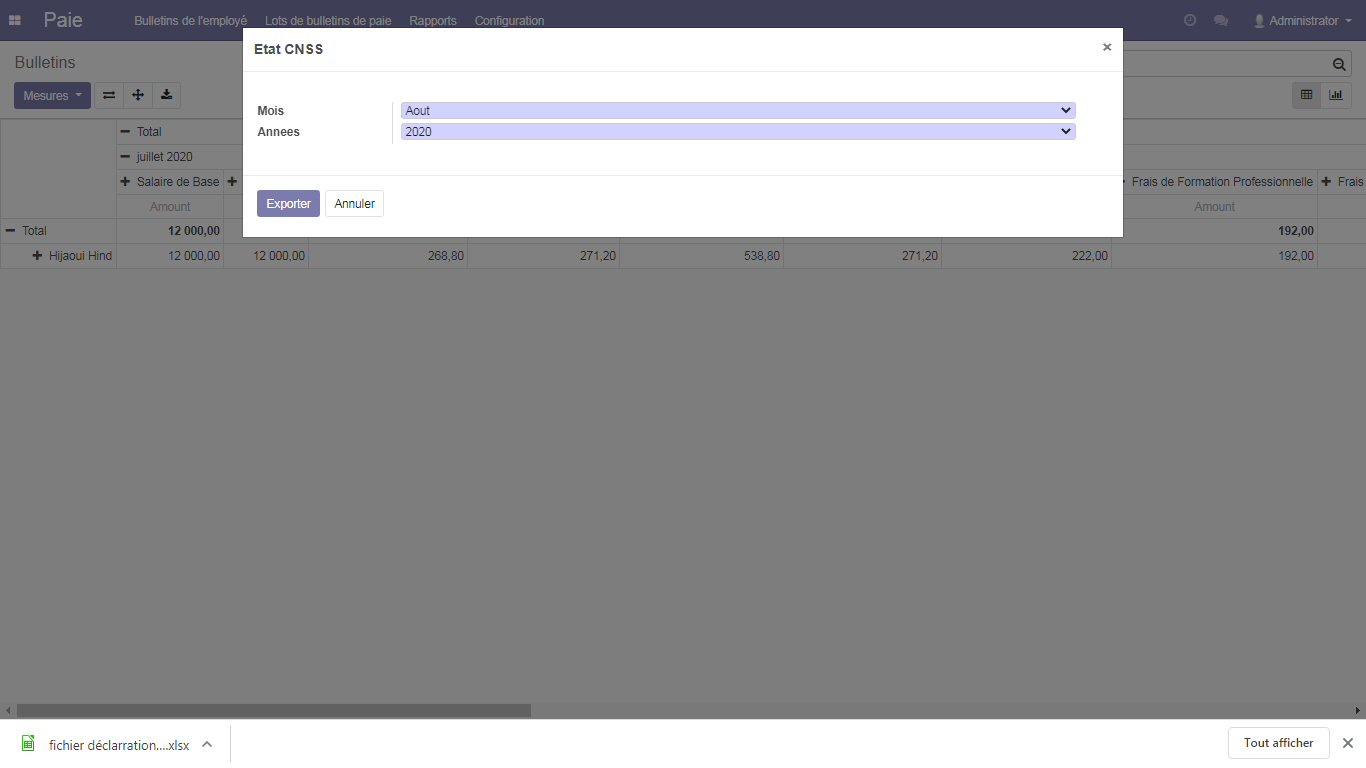 Paie Bulletins de l'employé Lots de bulletins de paie Rapports Configuration Administrator
Etat CNSS ×
Bulletins
Mesures
Mois Aout
Annees 2020
Total
juillet 2020
Salaire de Base Frais de Formation Professionnelle Frais
Exporter Annuler
Amount Amount
Total 12 000,00 192,00
Hijaoui Hind 12 000,00 12 000,00 268,80 271,20 538,80 271,20 222,00 192,00
fichier déclarration....xlsx Tout afficher